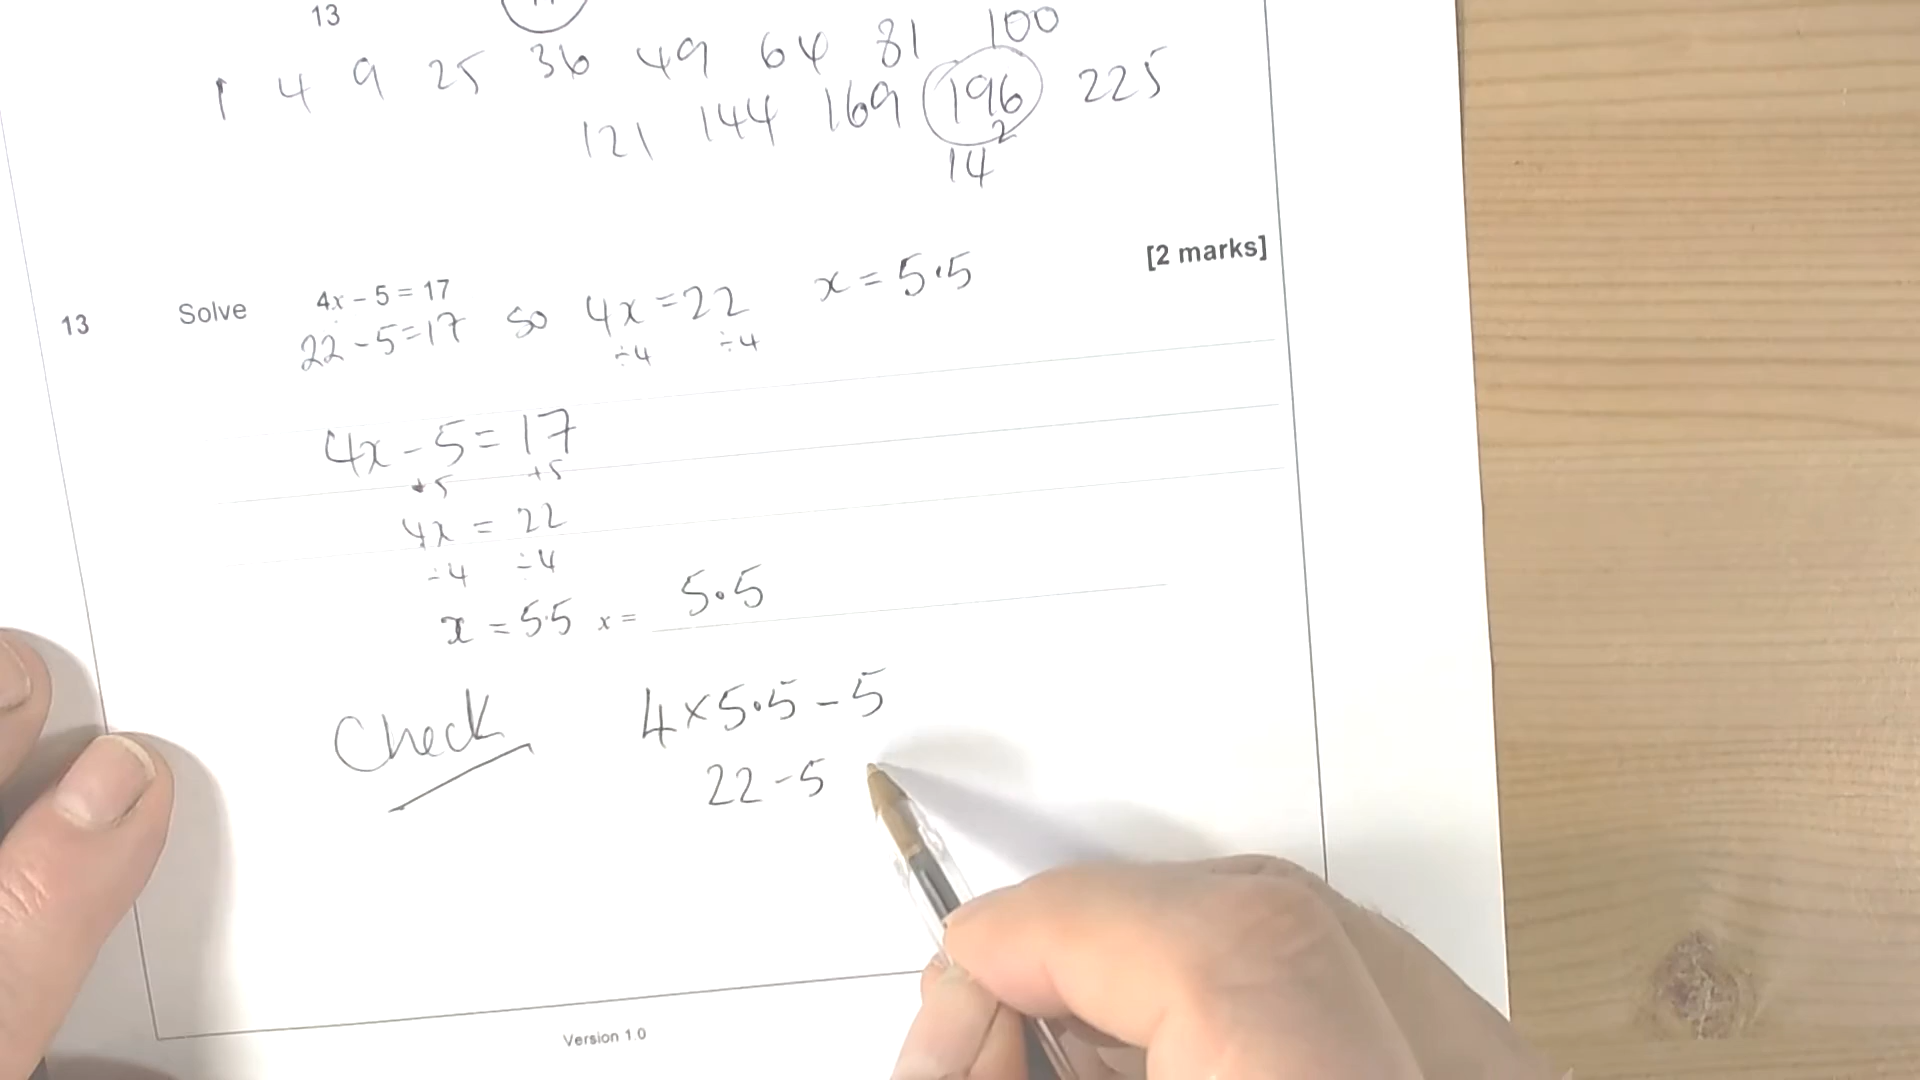 13
1 4 9 25 36 49 64 81 100
121 144 169 196 225
14²
[2 marks]
13 Solve 4x – 5 = 17
22 - 5 = 17 so 4x = 22 x = 5.5
÷4 ÷4
4x - 5 = 17
+5 +5
4x = 22
÷4 ÷4
x = 5.5 x = 5.5
Check 4 × 5.5 - 5
22 - 5
Version 1.0